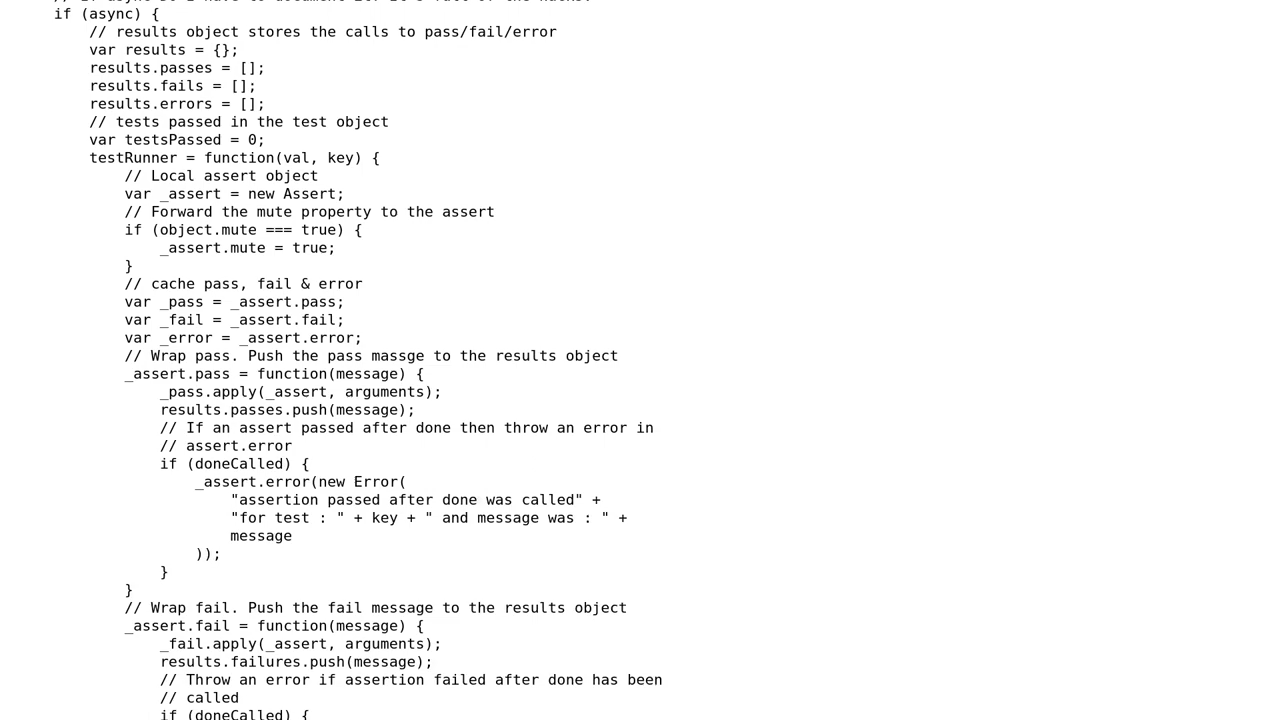 if (async) {
// results object stores the calls to pass/fail/error
var results = {};
results.passes = [];
results.fails = [];
results.errors = [];
// tests passed in the test object
var testsPassed = 0;
testRunner = function(val, key) {
// Local assert object
var _assert = new Assert;
// Forward the mute property to the assert
if (object.mute === true) {
_assert.mute = true;
}
// cache pass, fail & error
var _pass = _assert.pass;
var _fail = _assert.fail;
var _error = _assert.error;
// Wrap pass. Push the pass massge to the results object
_assert.pass = function(message) {
_pass.apply(_assert, arguments);
results.passes.push(message);
// If an assert passed after done then throw an error in
// assert.error
if (doneCalled) {
_assert.error(new Error(
"assertion passed after done was called" +
"for test : " + key + " and message was : " +
message
));
}
}
// Wrap fail. Push the fail message to the results object
_assert.fail = function(message) {
_fail.apply(_assert, arguments);
results.failures.push(message);
// Throw an error if assertion failed after done has been
// called
if (doneCalled) {